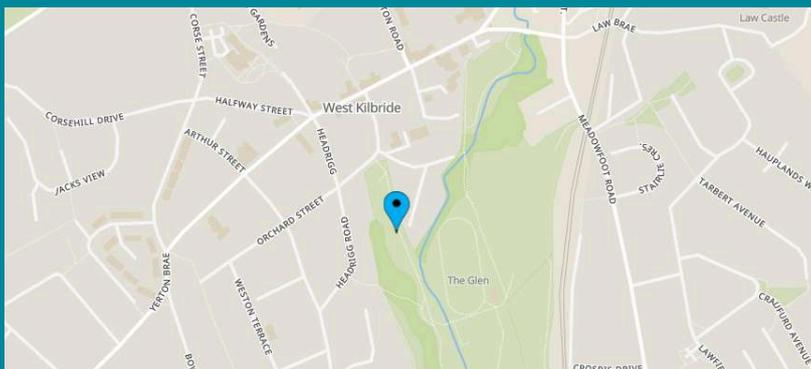 CORSE STREET
GARDENS
TON ROAD
LAW BRAE
Law Castle
CORSEHILL DRIVE
HALFWAY STREET
West Kilbride
ARTHUR STREET
HEADRIGG
MEADOWFOOT ROAD
JACKS VIEW
STAIRLIE CRES.
HAUPLANDS W
TARBERT AVENUE
ORCHARD STREET
HEADRIGG ROAD
YERTON BRAE
The Glen
WESTON TERRACE
CRAUFURD AVENUE
BOW
LAWFIE
CROSBIE DRIVE